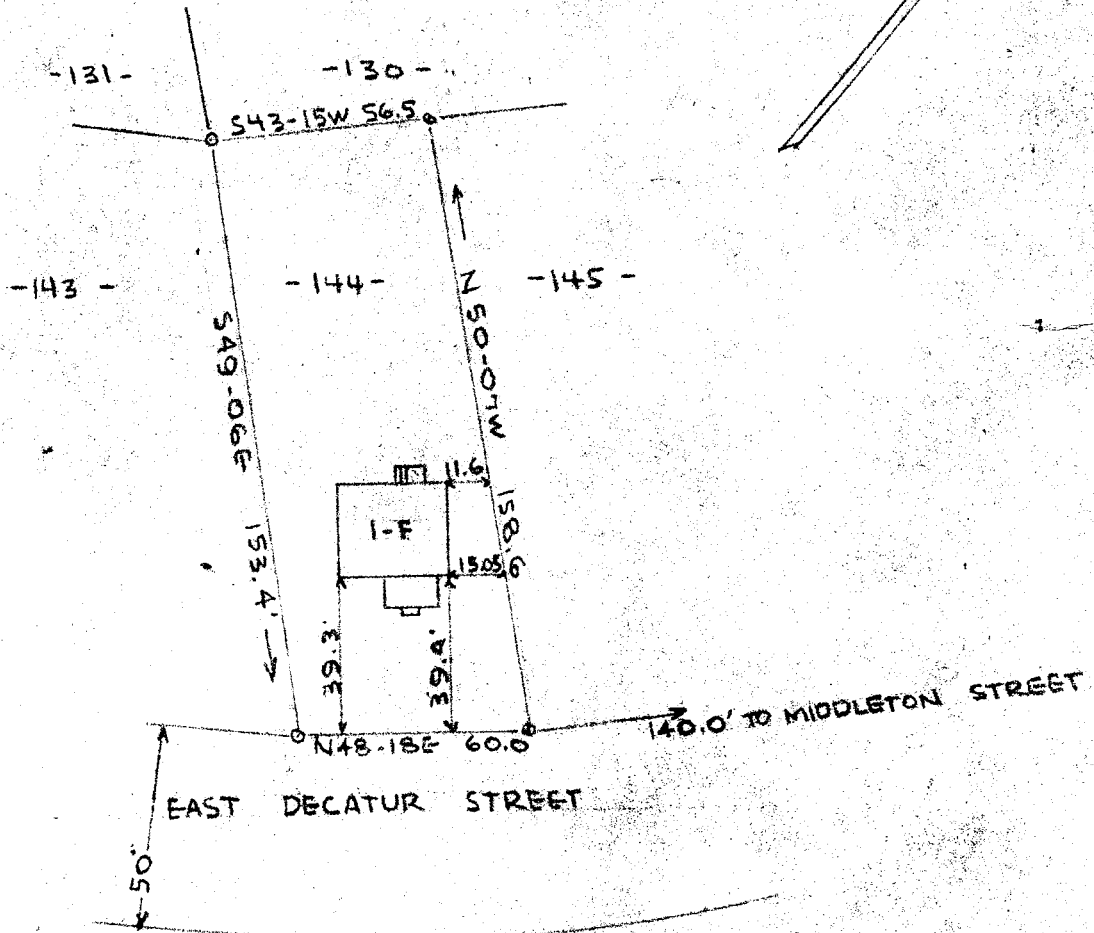 -131-
-130-
S43-15W 56.5
-143 -
-144-
-145 -
S49-06E 153.4'
N50-07W 158.6
11.6
1-F
15.05
39.3'
39.9'
N48-18E 60.0
140.0' TO MIDDLETON STREET
EAST DECATUR STREET
50'